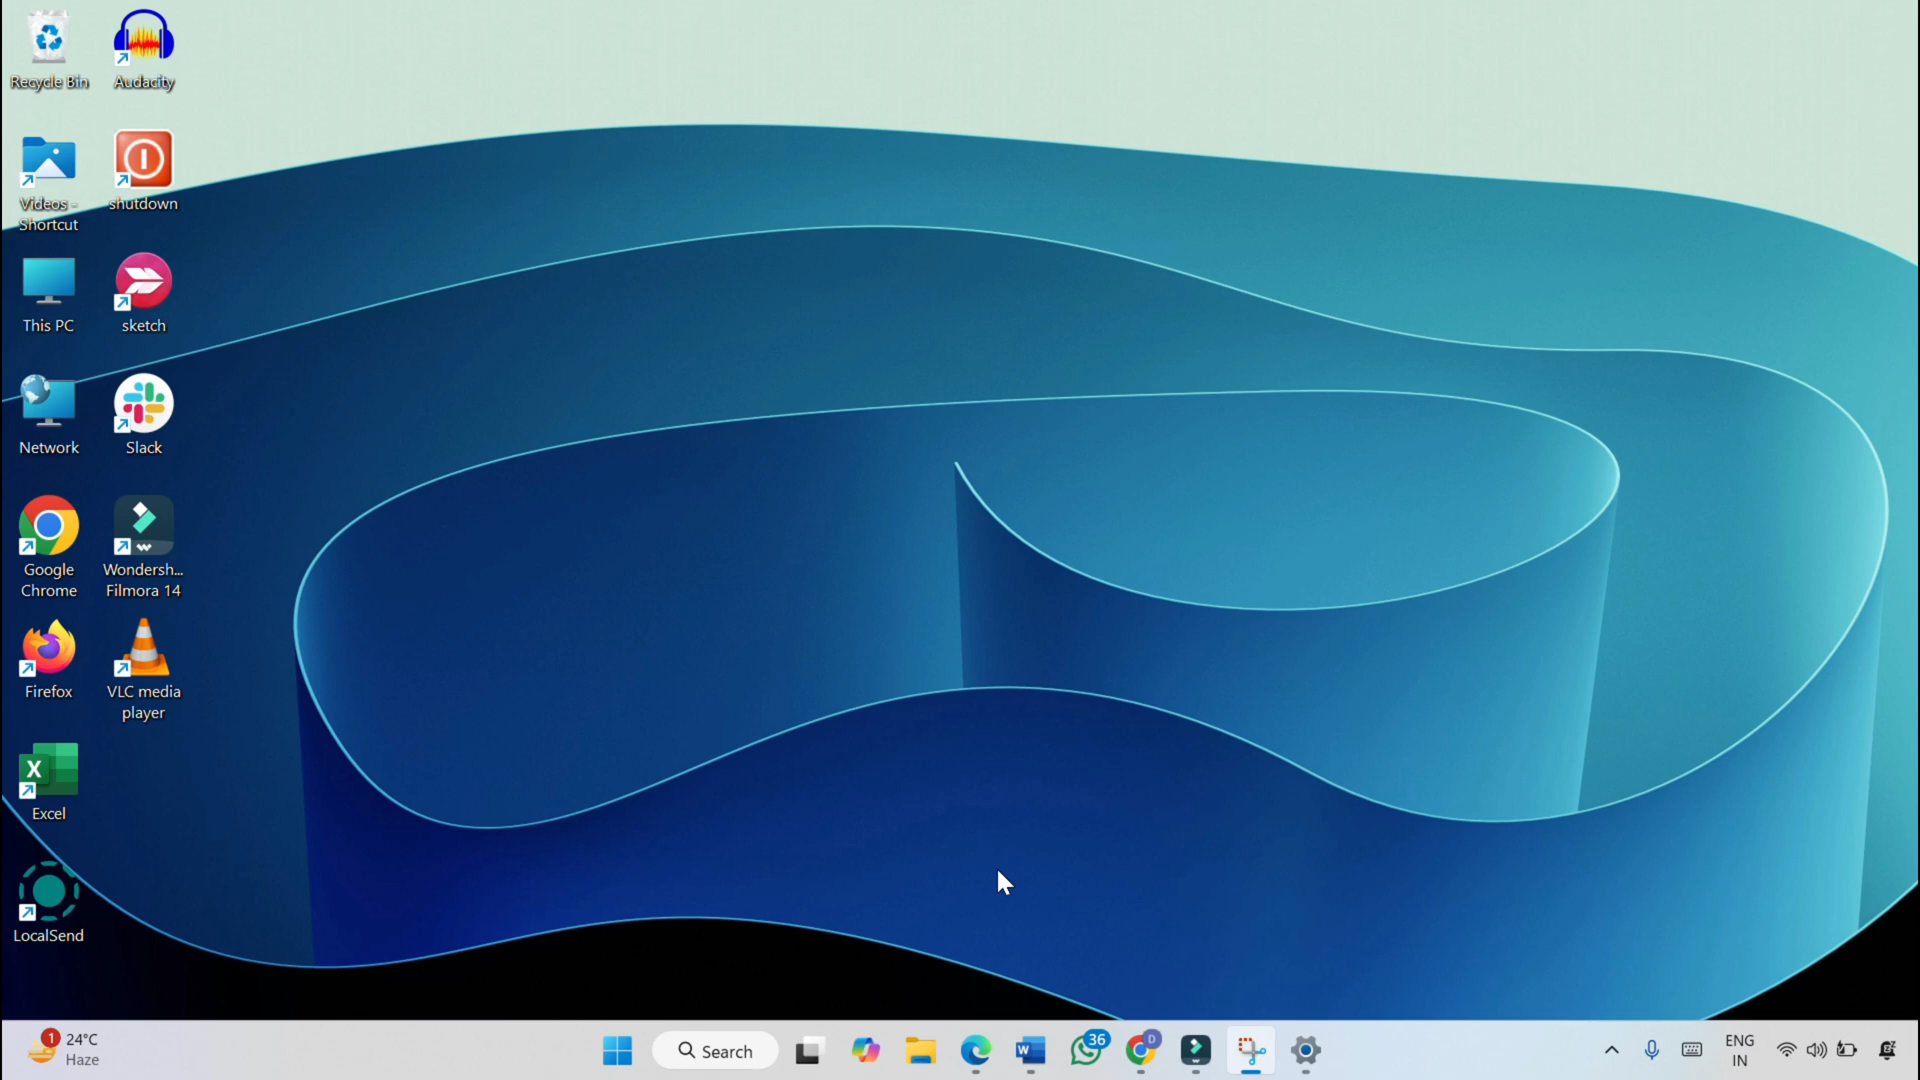 Recycle Bin
Audacity
Videos -
Shortcut
shutdown
This PC
sketch
Network
Slack
Google
Chrome
Wondersh...
Filmora 14
Firefox
VLC media
player
X
Excel
LocalSend
1
24°C
Haze
Search
W
36
D
ENG
IN